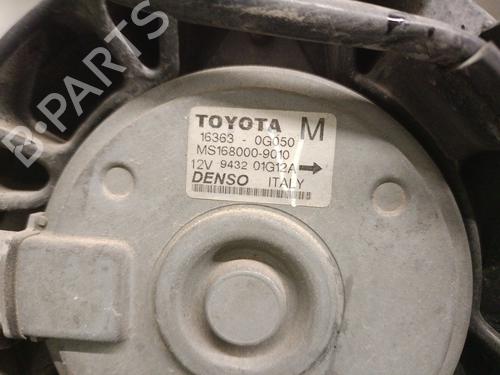 B-PARTS
TOYOTA M
16363 - 0G050
MS168000-9010
12V 9432 01G12A →
DENSO ITALY